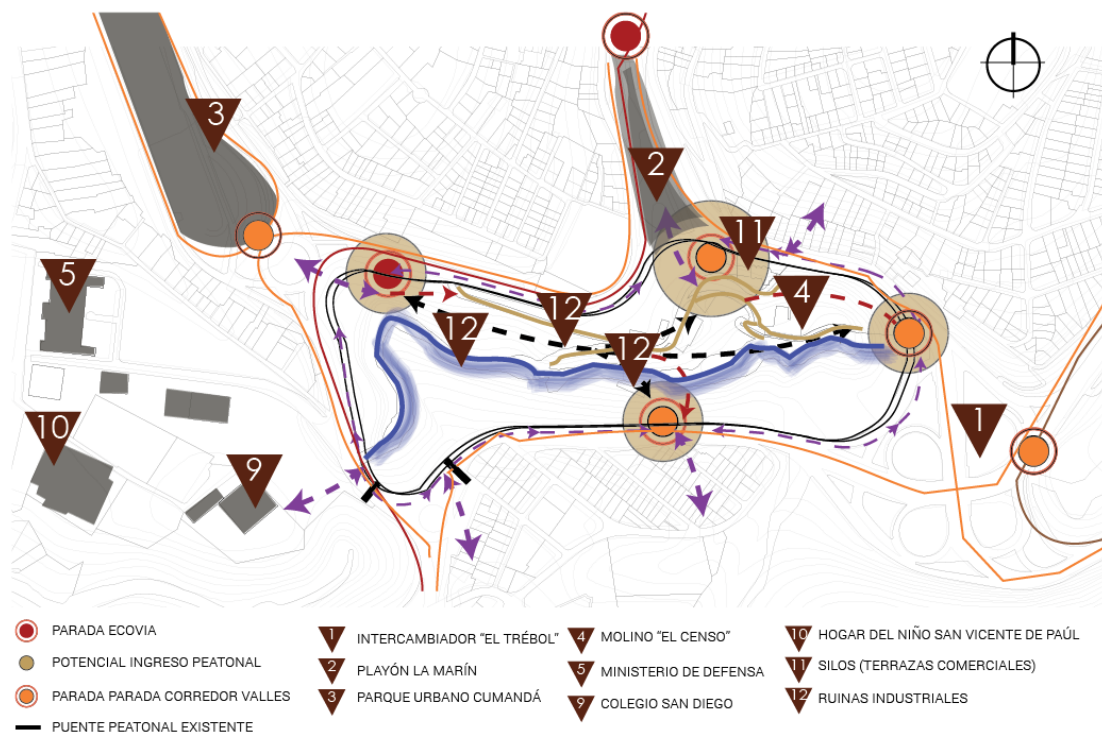 3
2
11
5
4
12
12
12
10
9
1
PARADA ECOVIA
POTENCIAL INGRESO PEATONAL
PARADA PARADA CORREDOR VALLES
PUENTE PEATONAL EXISTENTE
1 INTERCAMBIADOR “EL TRÉBOL”
2 PLAYÓN LA MARÍN
3 PARQUE URBANO CUMANDÁ
4 MOLINO “EL CENSO”
5 MINISTERIO DE DEFENSA
9 COLEGIO SAN DIEGO
10 HOGAR DEL NIÑO SAN VICENTE DE PAÚL
11 SILOS (TERRAZAS COMERCIALES)
12 RUINAS INDUSTRIALES